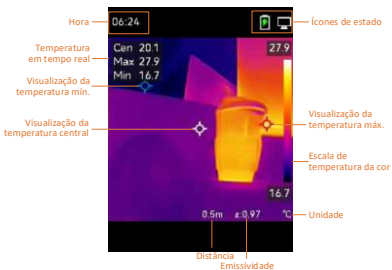 Hora
06:24
Ícones de estado
Temperatura
em tempo real
Cen 20.1
Max 27.9
Min 16.7
27.9
Visualização da
temperatura mín.
Visualização da
temperatura central
Visualização da
temperatura máx.
Escala de
temperatura da cor
16.7
0.5m ε:0.97 °C
Unidade
Distância
Emissividade